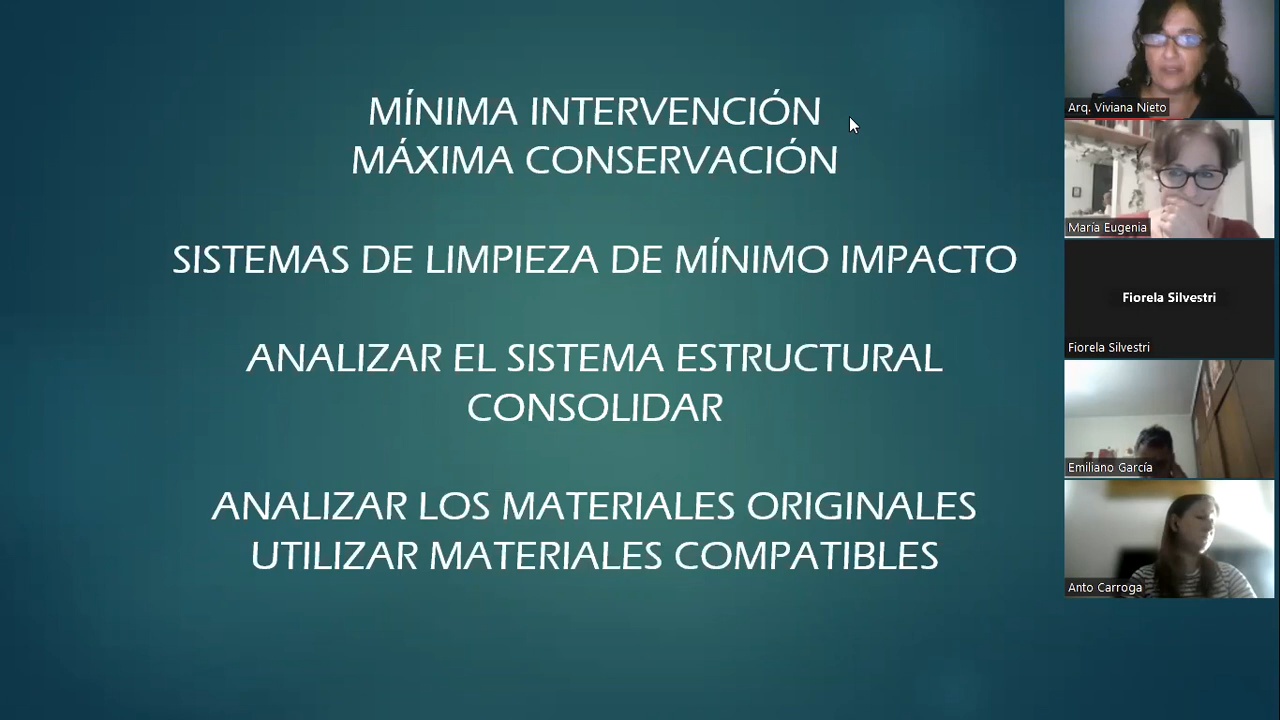 MÍNIMA INTERVENCIÓN
MÁXIMA CONSERVACIÓN
SISTEMAS DE LIMPIEZA DE MÍNIMO IMPACTO
ANALIZAR EL SISTEMA ESTRUCTURAL
CONSOLIDAR
ANALIZAR LOS MATERIALES ORIGINALES
UTILIZAR MATERIALES COMPATIBLES
Arq. Viviana Nieto
María Eugenia
Fiorela Silvestri
Fiorela Silvestri
Emiliano García
Anto Carroga